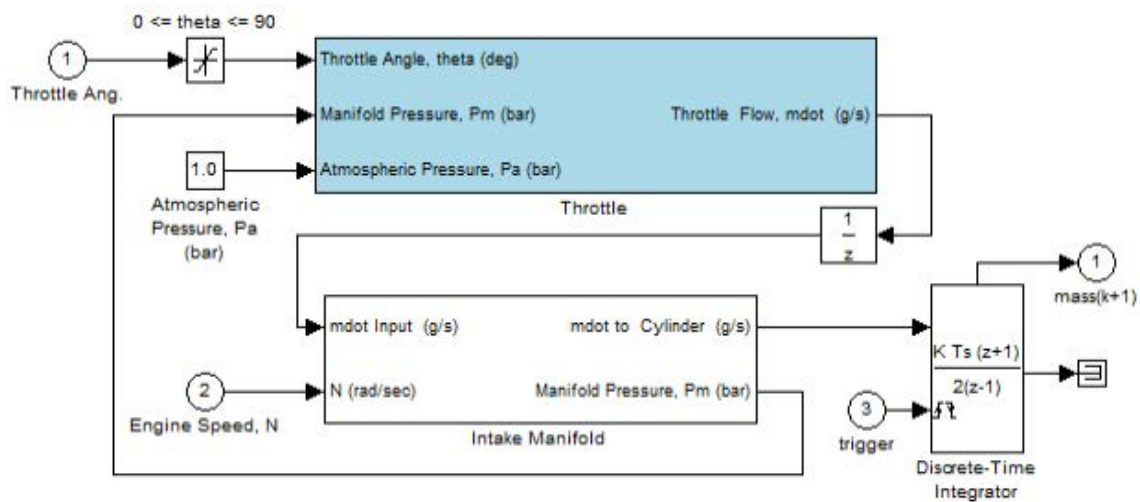 0 <= theta <= 90
1
Throttle Ang.
Throttle Angle, theta (deg)
Manifold Pressure, Pm (bar)
Throttle Flow, mdot (g/s)
1.0
Atmospheric Pressure, Pa (bar)
Atmospheric
Pressure, Pa
(bar)
Throttle
1
z
1
mass(k+1)
mdot Input (g/s)
mdot to Cylinder (g/s)
K Ts (z+1)
2(z-1)
2
N (rad/sec)
Manifold Pressure, Pm (bar)
Engine Speed, N
Intake Manifold
3
trigger
Discrete-Time
Integrator